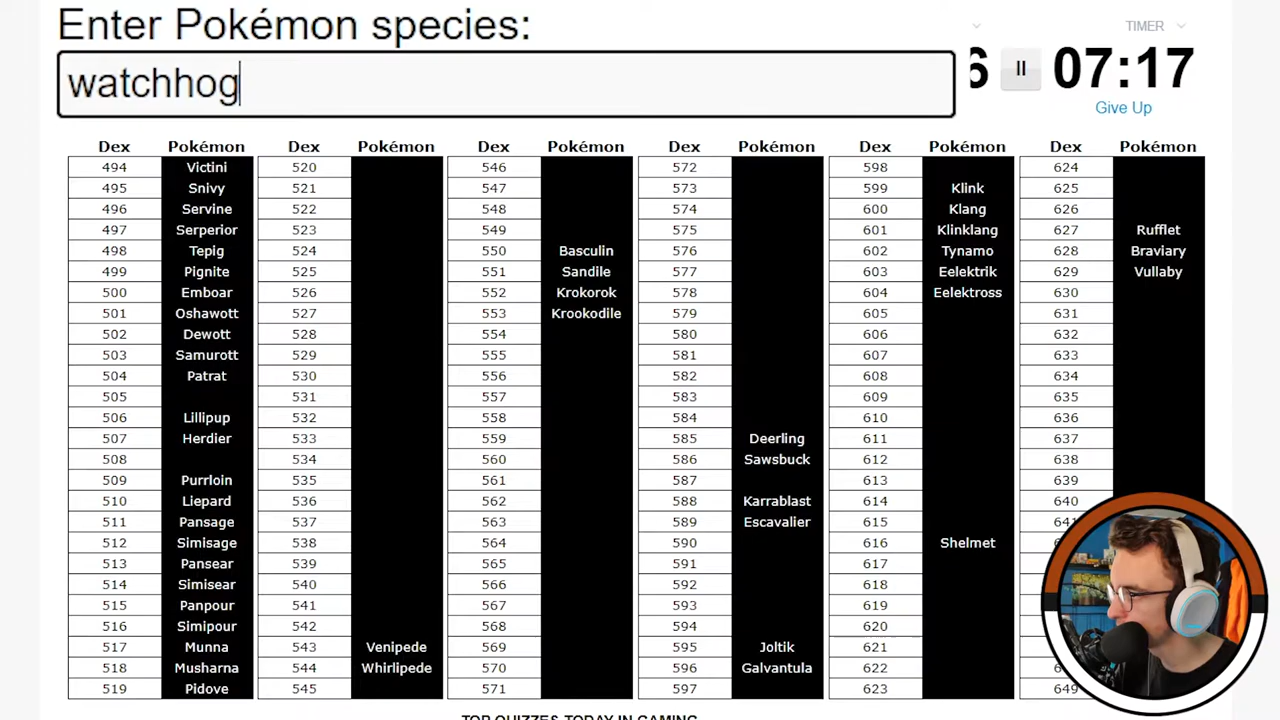 Enter Pokémon species:
TIMER
watchhog
6 07:17
Give Up
Dex Pokémon Dex Pokémon Dex Pokémon Dex Pokémon Dex Pokémon Dex Pokémon
494 Victini 520 546 572 598 624
495 Snivy 521 547 573 599 Klink 625
496 Servine 522 548 574 600 Klang 626
497 Serperior 523 549 575 601 Klinklang 627 Rufflet
498 Tepig 524 550 Basculin 576 602 Tynamo 628 Braviary
499 Pignite 525 551 Sandile 577 603 Eelektrik 629 Vullaby
500 Emboar 526 552 Krokorok 578 604 Eelektross 630
501 Oshawott 527 553 Krookodile 579 605 631
502 Dewott 528 554 580 606 632
503 Samurott 529 555 581 607 633
504 Patrat 530 556 582 608 634
505 531 557 583 609 635
506 Lillipup 532 558 584 610 636
507 Herdier 533 559 585 Deerling 611 637
508 534 560 586 Sawsbuck 612 638
509 Purrloin 535 561 587 613 639
510 Liepard 536 562 588 Karrablast 614 640
511 Pansage 537 563 589 Escavalier 615 641
512 Simisage 538 564 590 616 Shelmet
513 Pansear 539 565 591 617
514 Simisear 540 566 592 618
515 Panpour 541 567 593 619
516 Simipour 542 568 594 620
517 Munna 543 Venipede 569 595 Joltik 621
518 Musharna 544 Whirlipede 570 596 Galvantula 622
519 Pidove 545 571 597 623 649
TOP QUIZZES TODAY IN GAMING